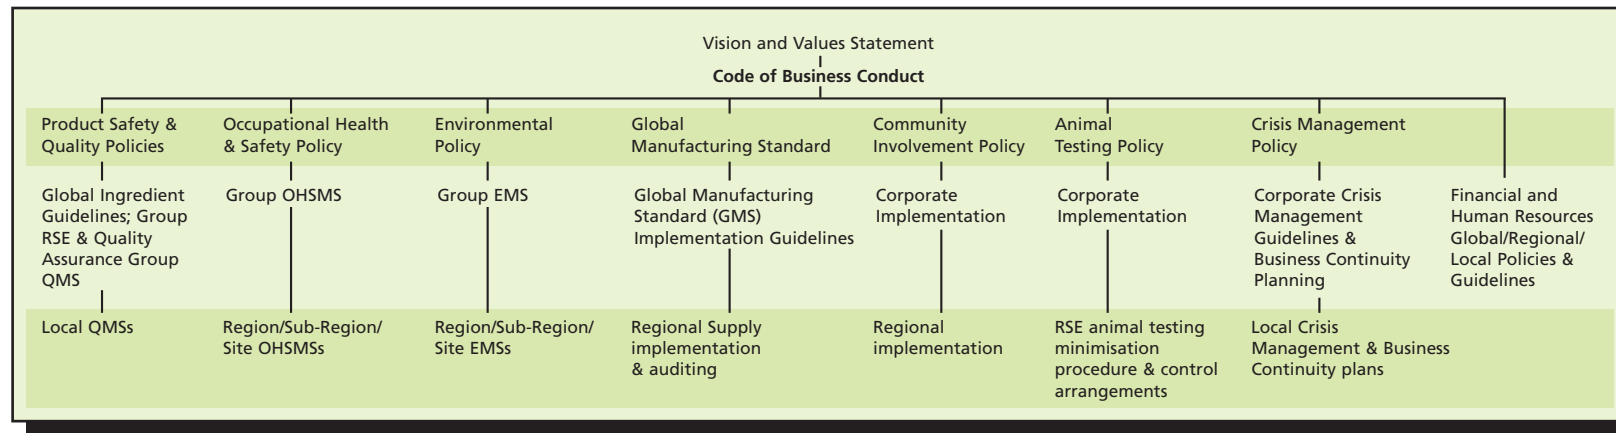 Vision and Values Statement
Code of Business Conduct
Product Safety &
Quality Policies
Occupational Health
& Safety Policy
Environmental
Policy
Global
Manufacturing Standard
Community
Involvement Policy
Animal
Testing Policy
Crisis Management
Policy
Global Ingredient
Guidelines; Group
RSE & Quality
Assurance Group
QMS
Group OHSMS
Group EMS
Global Manufacturing
Standard (GMS)
Implementation Guidelines
Corporate
Implementation
Corporate
Implementation
Corporate Crisis
Management
Guidelines &
Business Continuity
Planning
Financial and
Human Resources
Global/Regional/
Local Policies &
Guidelines
Local QMSs
Region/Sub-Region/
Site OHSMSs
Region/Sub-Region/
Site EMSs
Regional Supply
implementation
& auditing
Regional
implementation
RSE animal testing
minimisation
procedure & control
arrangements
Local Crisis
Management & Business
Continuity plans